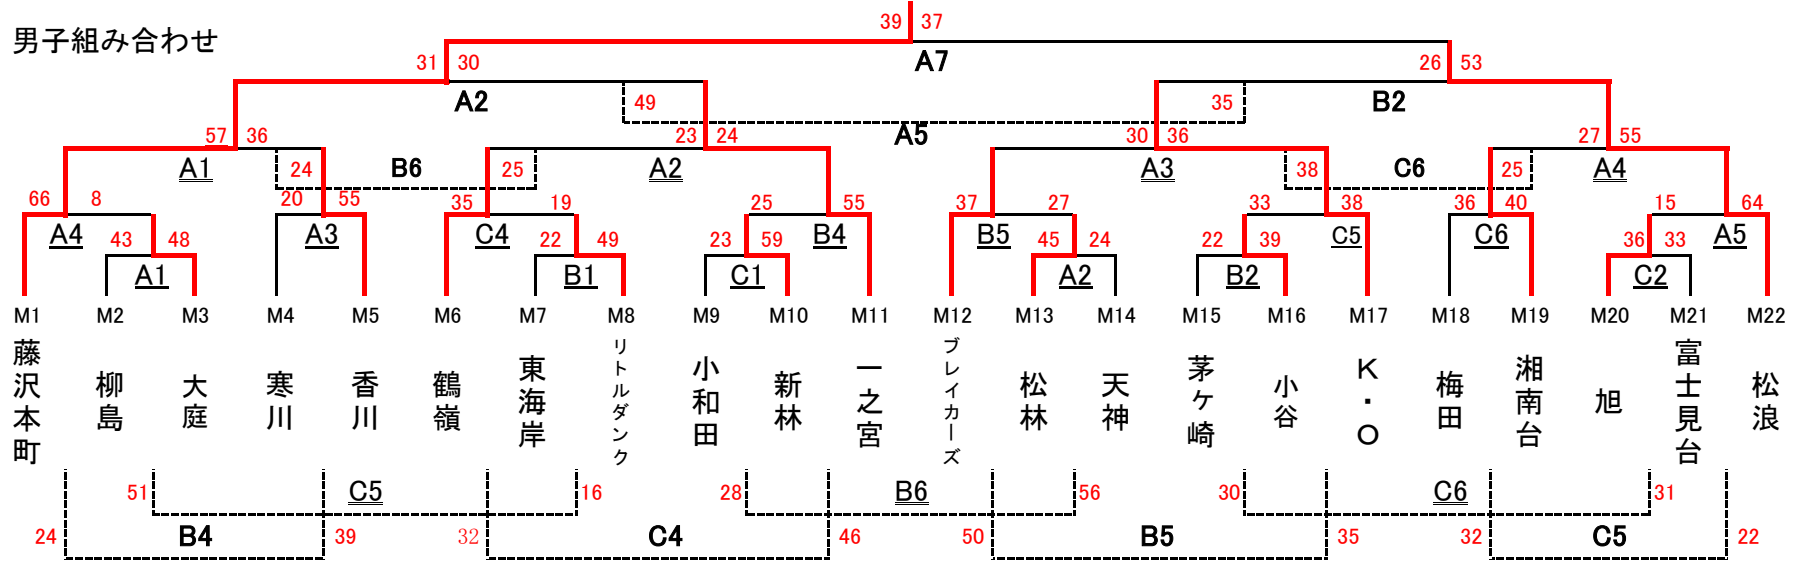 39 37
男子組み合わせ
31 30 A7 26 53
A2 49 35 B2
A5
57 36 23 24 30 36 27 55
A1 24 B6 25 A2 A3 38 C6 25 A4
66 8 20 55 35 19 25 55 37 27 33 38 36 40 15 64
A4 43 48 A3 C4 22 49 23 59 B4 B5 45 24 22 39 C5 C6 36 33 A5
A1 B1 C1 A2 B2 C2
M1 M2 M3 M4 M5 M6 M7 M8 M9 M10 M11 M12 M13 M14 M15 M16 M17 M18 M19 M20 M21 M22
藤沢本町
柳島
大庭
寒川
香川
鶴嶺
東海岸
リトルダンク
小和田
新林
一之宮
ブレイカーズ
松林
天神
茅ケ崎
小谷
K・O
梅田
湘南台
旭
富士見台
松浪
51 C5 16 28 B6 56 30 C6 31
24 B4 39 32 C4 46 50 B5 35 32 C5 22